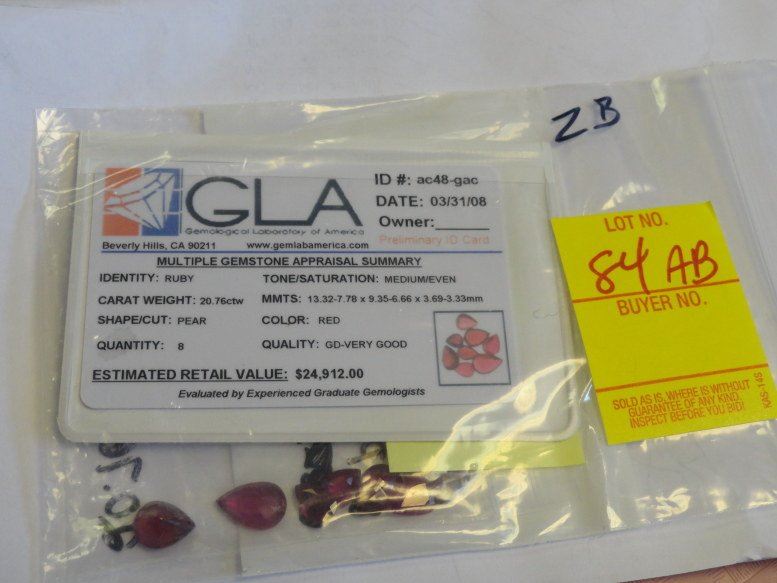 GLA
Gemological Laboratory of America
Beverly Hills, CA 90211 www.gemlabamerica.com
ID #: ac48-gac
DATE: 03/31/08
Owner:______
Preliminary ID Card
MULTIPLE GEMSTONE APPRAISAL SUMMARY
IDENTITY: RUBY TONE/SATURATION: MEDIUM/EVEN
CARAT WEIGHT: 20.76ctw MMTS: 13.32-7.78 x 9.35-6.66 x 3.69-3.33mm
SHAPE/CUT: PEAR COLOR: RED
QUANTITY: 8 QUALITY: GD-VERY GOOD
ESTIMATED RETAIL VALUE: $24,912.00
Evaluated by Experienced Graduate Gemologists
ZB
LOT NO.
84 AB
BUYER NO.
SOLD AS IS, WHERE IS WITHOUT
GUARANTEE OF ANY KIND.
INSPECT BEFORE YOU BID!
KAS-14S